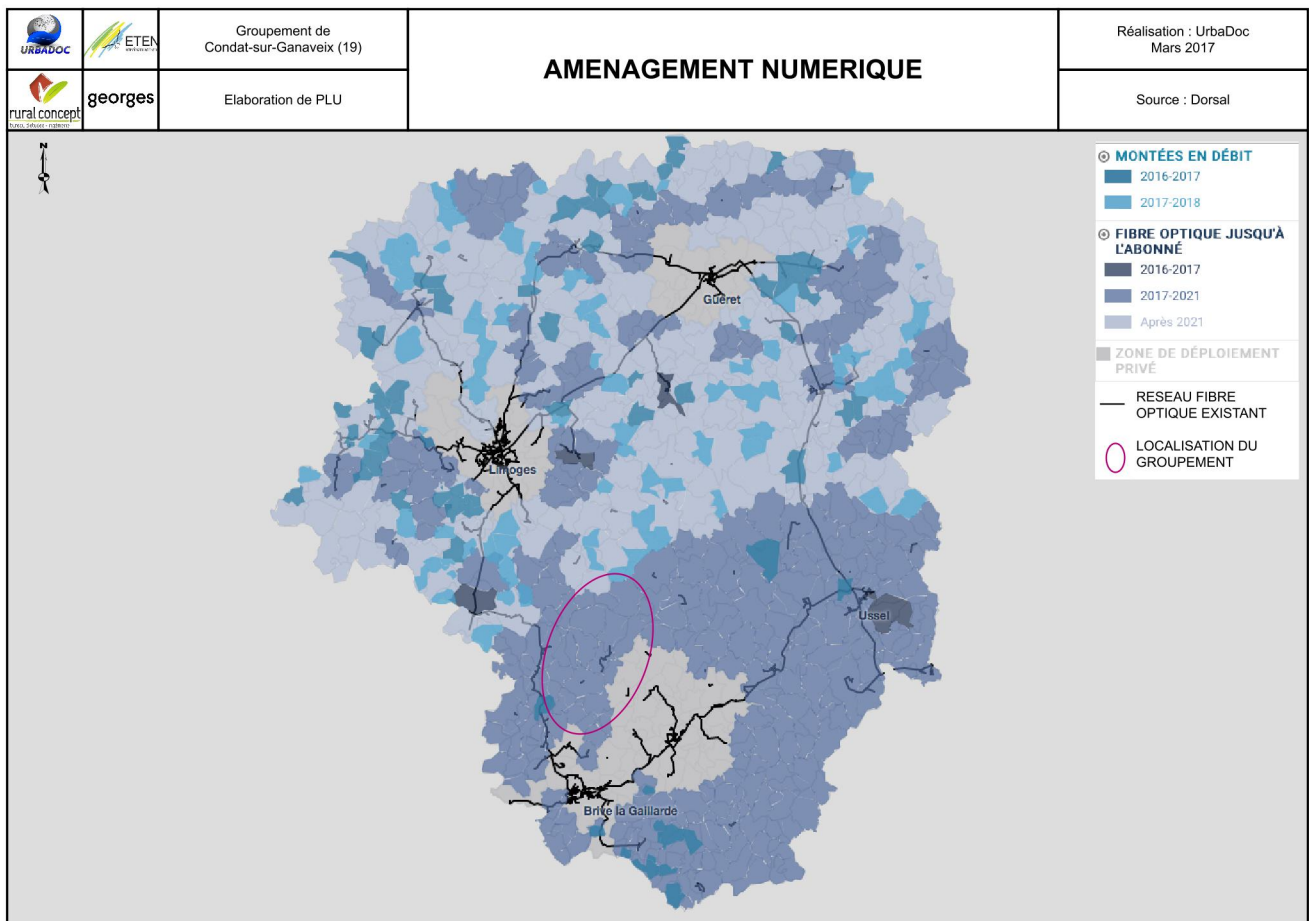 URBADOC
ETEN
Groupement de
Condat-sur-Ganaveix (19)
AMENAGEMENT NUMERIQUE
Réalisation : UrbaDoc
Mars 2017
rural concept
georges
Elaboration de PLU
Source : Dorsal
N
MONTÉES EN DÉBIT
2016-2017
2017-2018
FIBRE OPTIQUE JUSQU'À
L'ABONNÉ
2016-2017
2017-2021
Après 2021
ZONE DE DÉPLOIEMENT
PRIVÉ
RESEAU FIBRE
OPTIQUE EXISTANT
LOCALISATION DU
GROUPEMENT
Guéret
Limoges
Ussel
Brive la Gaillarde